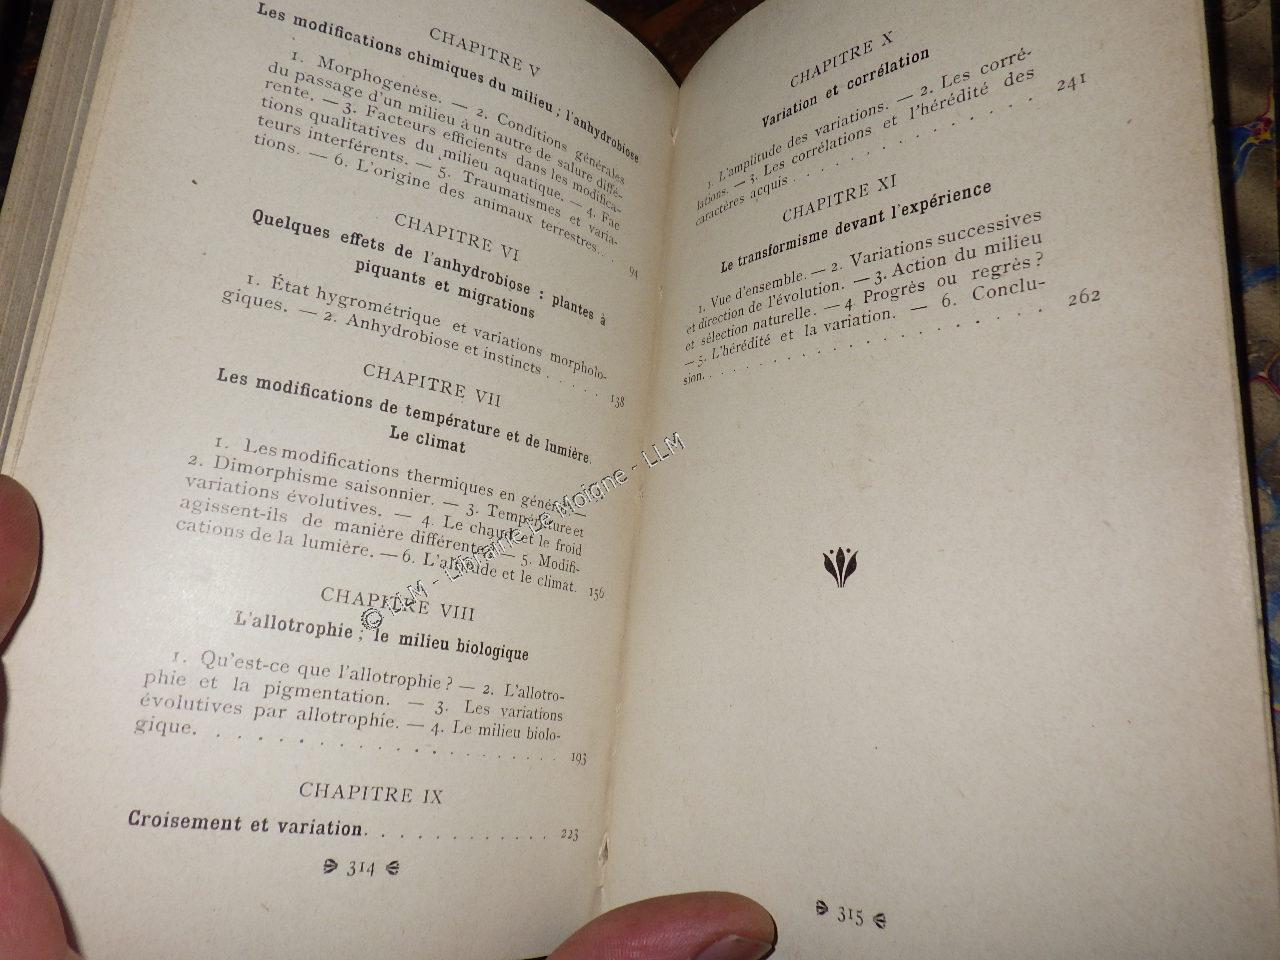 CHAPITRE V
Les modifications chimiques du milieu ; l'anhydrobiose
1. Morphogenèse. — 2. Conditions générales
du passage d'un milieu à un autre de salure diffé-
rente. — 3. Facteurs efficients dans les modifica-
tions qualitatives du milieu aquatique. — 4. Fac
teurs interférents. — 5. Traumatismes et varia-
tions. — 6. L'origine des animaux terrestres. . . 94
CHAPITRE VI
Quelques effets de l'anhydrobiose : plantes à
piquants et migrations
1. État hygrométrique et variations morpholo-
giques. — 2. Anhydrobiose et instincts . . . . . 138
CHAPITRE VII
Les modifications de température et de lumière.
Le climat
1. Les modifications thermiques en général. —
2. Dimorphisme saisonnier. — 3. Température et
variations évolutives. — 4. Le chaud et le froid
agissent-ils de manière différente ? — 5. Modifi-
cations de la lumière. — 6. L'altitude et le climat. 156
CHAPITRE VIII
L'allotrophie ; le milieu biologique
1. Qu'est-ce que l'allotrophie ? — 2. L'allotro-
phie et la pigmentation. — 3. Les variations
évolutives par allotrophie. — 4. Le milieu biolo-
gique. . . . . . . . . . . . . . . . . . 193
CHAPITRE IX
Croisement et variation. . . . . . . . . . . . 223
314
CHAPITRE X
Variation et corrélation
1. L'amplitude des variations. — 2. Les corré-
lations. — 3. Les corrélations et l'hérédité des
caractères acquis . . . . . . . . . . . . 241
CHAPITRE XI
Le transformisme devant l'expérience
1. Vue d'ensemble. — 2. Variations successives
et direction de l'évolution. — 3. Action du milieu
et sélection naturelle. — 4 Progrès ou regrès ?
— 5. L'hérédité et la variation. — 6. Conclu-
sion. . . . . . . . . . . . . . . . . . 262
315
© LLM - Librairie Le Moigne - LLM